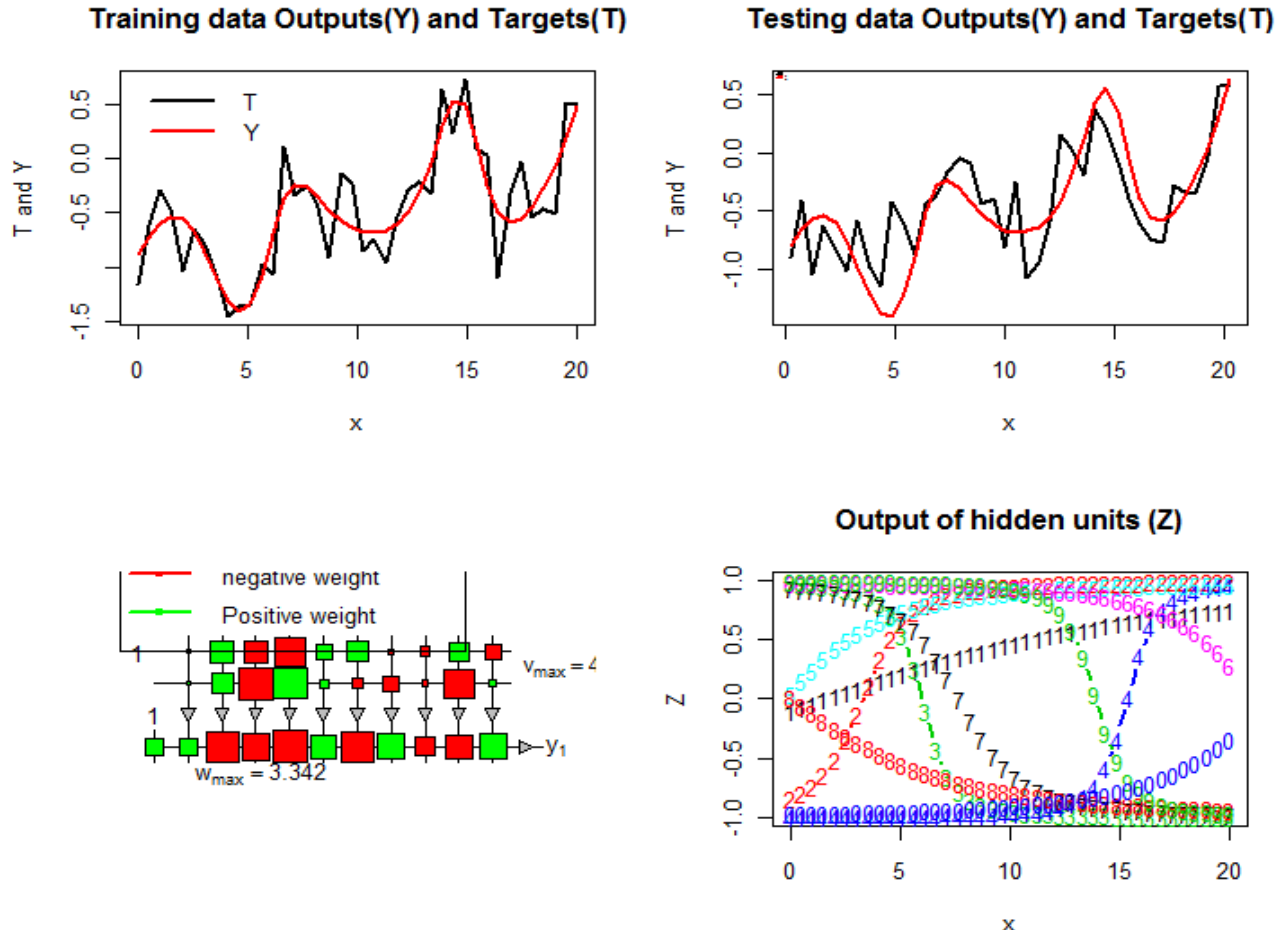 Training data Outputs(Y) and Targets(T)
T and Y
0.5
0.0
-0.5
-1.5
T
Y
0 5 10 15 20
x
Testing data Outputs(Y) and Targets(T)
T and Y
0.5
0.0
-0.5
-1.0
0 5 10 15 20
x
negative weight
Positive weight
1
vmax = 4
1
y1
wmax = 3.342
Output of hidden units (Z)
Z
1.0
0.5
0.0
-0.5
-1.0
0 5 10 15 20
x